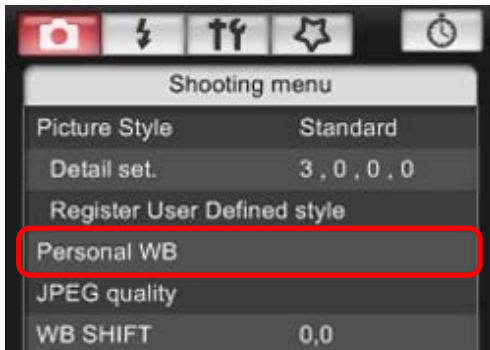 Shooting menu
Picture Style Standard
Detail set. 3 , 0 , 0 , 0
Register User Defined style
Personal WB
JPEG quality
WB SHIFT 0,0